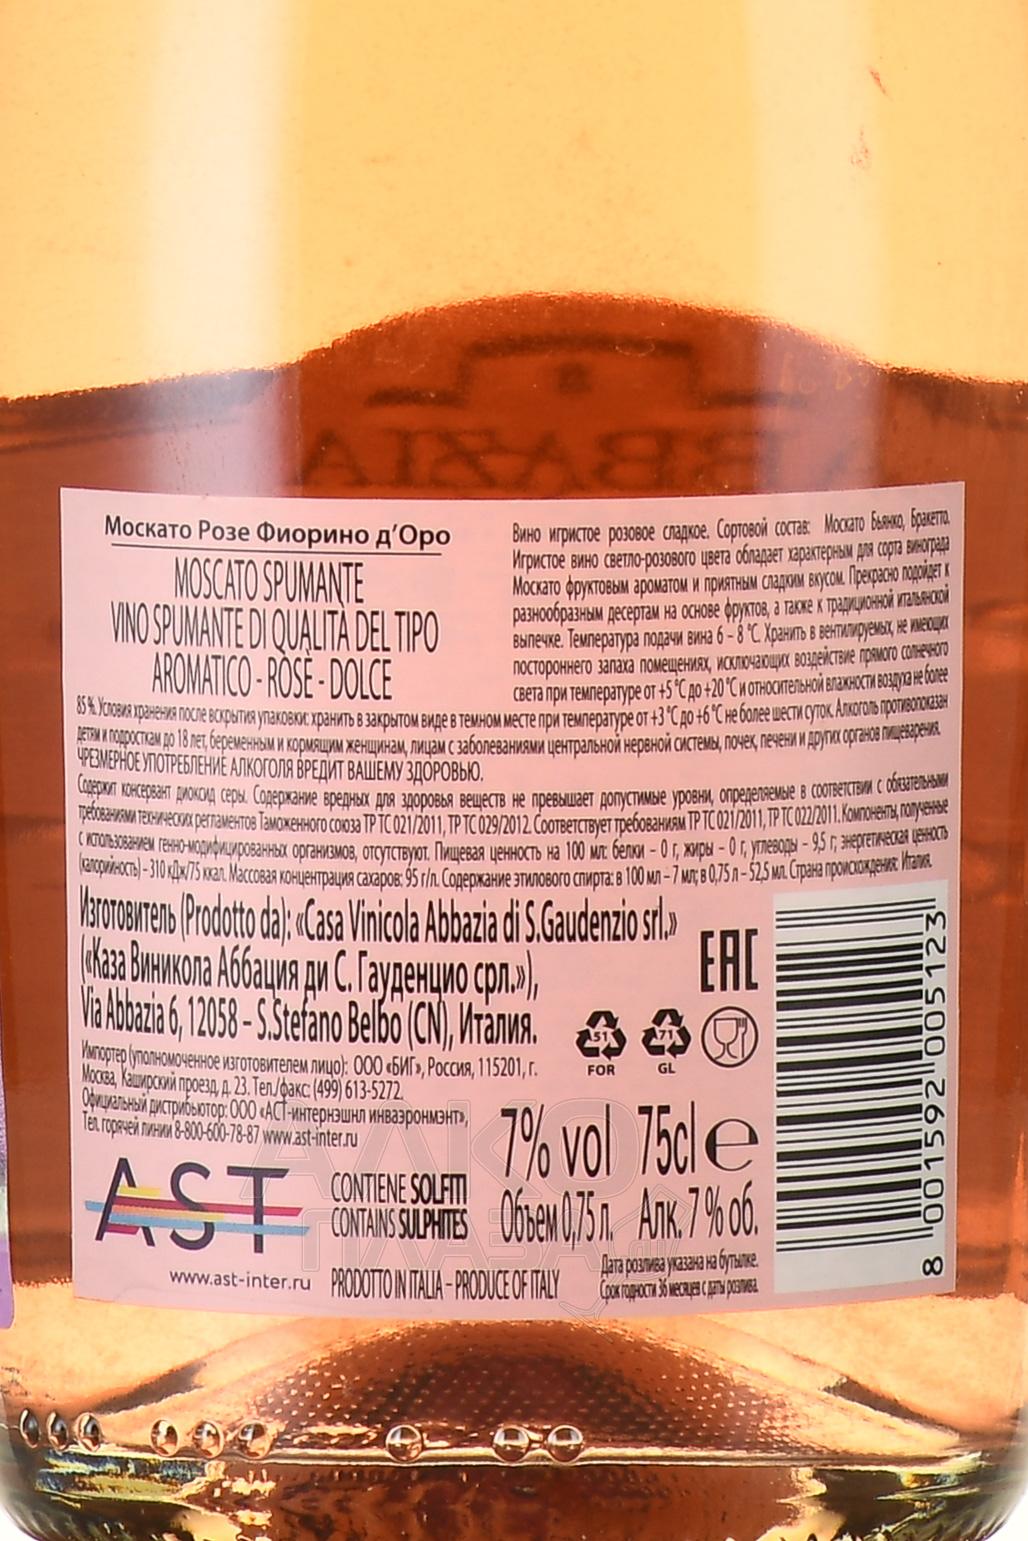 ABBAZIA
Москато Розе Фиорино д’Оро
MOSCATO SPUMANTE
VINO SPUMANTE DI QUALITÀ DEL TIPO
AROMATICO - ROSÈ - DOLCE
Вино игристое розовое сладкое. Сортовой состав: Москато Бьянко, Бракетто.
Игристое вино светло-розового цвета обладает характерным для сорта винограда
Москато фруктовым ароматом и приятным сладким вкусом. Прекрасно подойдет к
разнообразным десертам на основе фруктов, а также к традиционной итальянской
выпечке. Температура подачи вина 6 – 8 °С. Хранить в вентилируемых, не имеющих
постороннего запаха помещениях, исключающих воздействие прямого солнечного
света при температуре от +5 °С до +20 °С и относительной влажности воздуха не более
85 %. Условия хранения после вскрытия упаковки: хранить в закрытом виде в темном месте при температуре от +3 °С до +6 °С не более шести суток. Алкоголь противопоказан
детям и подросткам до 18 лет, беременным и кормящим женщинам, лицам с заболеваниями центральной нервной системы, почек, печени и других органов пищеварения.
ЧРЕЗМЕРНОЕ УПОТРЕБЛЕНИЕ АЛКОГОЛЯ ВРЕДИТ ВАШЕМУ ЗДОРОВЬЮ.
Содержит консервант диоксид серы. Содержание вредных для здоровья веществ не превышает допустимые уровни, определяемые в соответствии с обязательными
требованиями технических регламентов Таможенного союза ТР ТС 021/2011, ТР ТС 029/2012. Соответствует требованиям ТР ТС 021/2011, ТР ТС 022/2011. Компоненты, полученные
с использованием генно-модифицированных организмов, отсутствуют. Пищевая ценность на 100 мл: белки – 0 г, жиры – 0 г, углеводы – 9,5 г; энергетическая ценность
(калорийность) – 310 кДж/75 ккал. Массовая концентрация сахаров: 95 г/л. Содержание этилового спирта: в 100 мл – 7 мл; в 0,75 л – 52,5 мл. Страна происхождения: Италия.
Изготовитель (Prodotto da): «Casa Vinicola Abbazia di S.Gaudenzio srl.»
(«Каза Виникола Аббация ди С. Гауденцио срл.»),
Via Abbazia 6, 12058 – S.Stefano Belbo (CN), Италия.
Импортер (уполномоченное изготовителем лицо): ООО «БИГ», Россия, 115201, г.
Москва, Каширский проезд, д. 23. Тел./факс: (499) 613-5272.
Официальный дистрибьютор: ООО «АСТ-интернэшнл инваэронмэнт»,
Тел. горячей линии 8-800-600-78-87 www.ast-inter.ru
EAC
51
FOR
71
GL
AST
www.ast-inter.ru
CONTIENE SOLFITI
CONTAINS SULPHITES
PRODOTTO IN ITALIA – PRODUCE OF ITALY
7% vol 75cl e
Объем 0,75 л. Алк. 7 % об.
Дата розлива указана на бутылке.
Срок годности 36 месяцев с даты розлива.
8 001592 005123
АЛКО
ПЛАЗА.ru